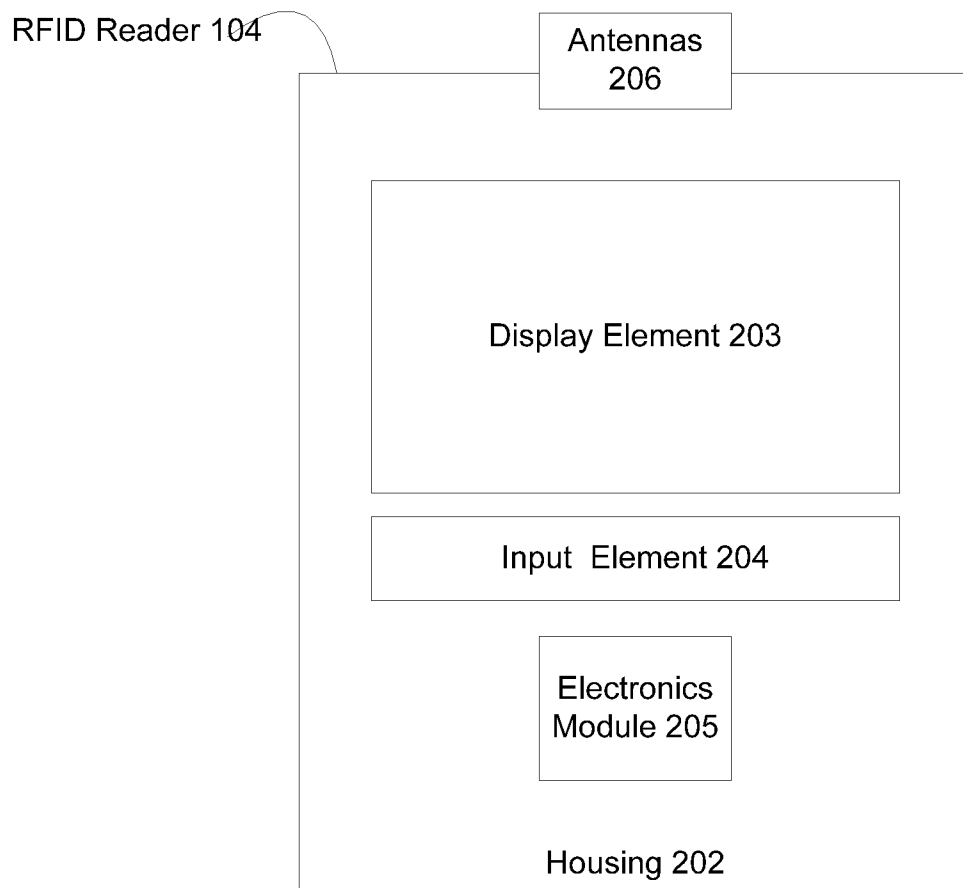 RFID Reader 104
Antennas
206
Display Element 203
Input Element 204
Electronics
Module 205
Housing 202